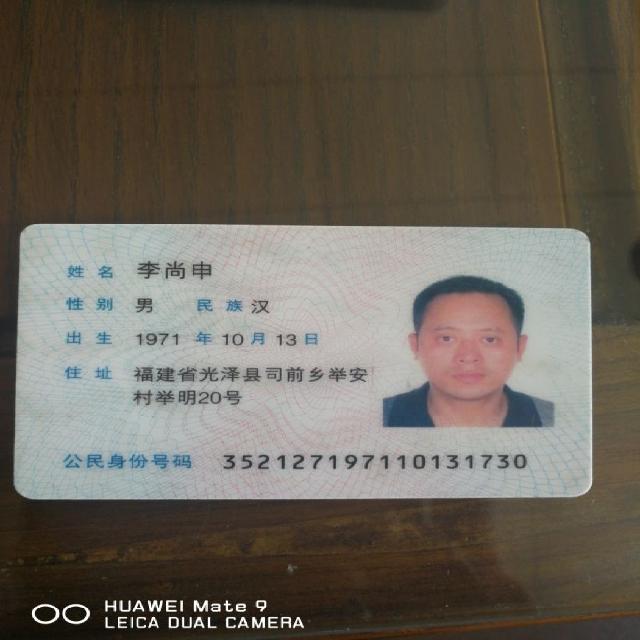 姓名 李尚申
性别 男 民族 汉
出生 1971 年 10 月 13 日
住址 福建省光泽县司前乡举安
村举明20号
公民身份号码 352127197110131730
HUAWEI Mate 9
LEICA DUAL CAMERA